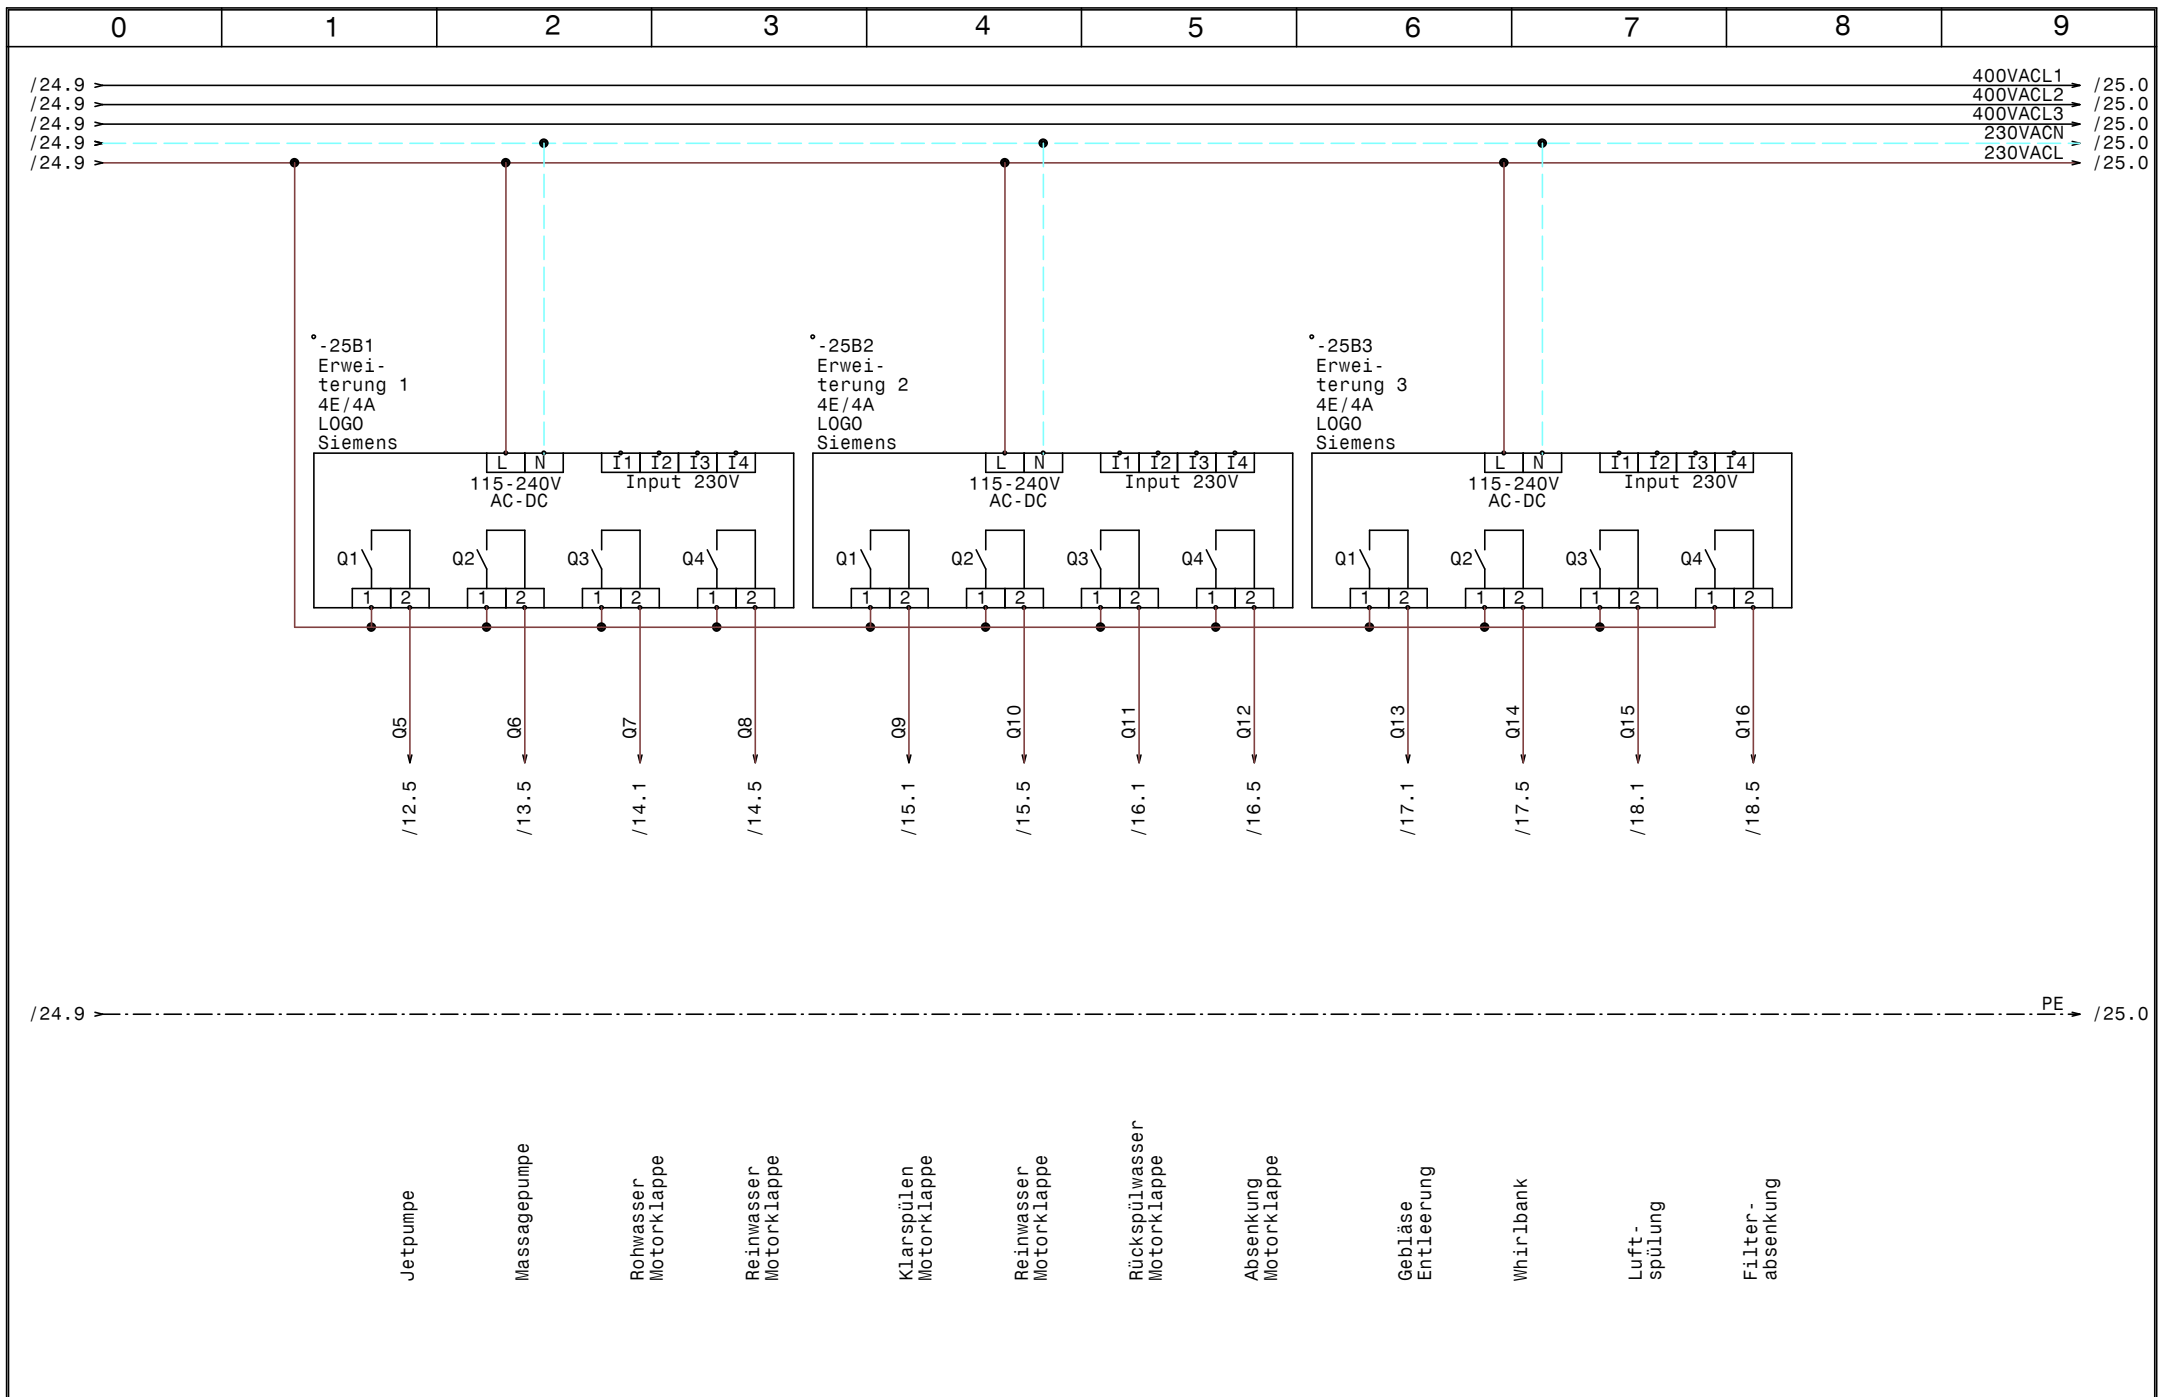 0 1 2 3 4 5 6 7 8 9
/24.9 400VACL1 /25.0
/24.9 400VACL2 /25.0
/24.9 400VACL3 /25.0
/24.9 230VACN /25.0
/24.9 230VACL /25.0
-25B1
Erwei-
terung 1
4E/4A
LOGO
Siemens
L N I1 I2 I3 I4
115-240V Input 230V
AC-DC
Q1 Q2 Q3 Q4
1 2 1 2 1 2 1 2
-25B2
Erwei-
terung 2
4E/4A
LOGO
Siemens
L N I1 I2 I3 I4
115-240V Input 230V
AC-DC
Q1 Q2 Q3 Q4
1 2 1 2 1 2 1 2
-25B3
Erwei-
terung 3
4E/4A
LOGO
Siemens
L N I1 I2 I3 I4
115-240V Input 230V
AC-DC
Q1 Q2 Q3 Q4
1 2 1 2 1 2 1 2
Q5 Q6 Q7 Q8 Q9 Q10 Q11 Q12 Q13 Q14 Q15 Q16
/12.5 /13.5 /14.1 /14.5 /15.1 /15.5 /16.1 /16.5 /17.1 /17.5 /18.1 /18.5
/24.9 PE /25.0
Jetpumpe
Massagepumpe
Rohwasser
Motorklappe
Reinwasser
Motorklappe
Klarspülen
Motorklappe
Reinwasser
Motorklappe
Rückspülwasser
Motorklappe
Absenkung
Motorklappe
Gebläse
Entleerung
Whirlbank
Luft-
spülung
Filter-
absenkung